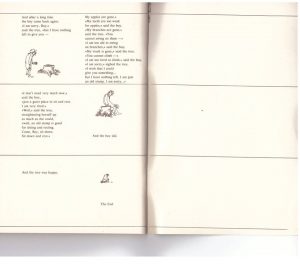 And after a long time
the boy came back again.
«I am sorry, Boy,»
said the tree, «but I have nothing
left to give you —
My apples are gone.»
«My teeth are too weak
for apples,» said the boy.
«My branches are gone,»
said the tree. «You
cannot swing on them —»
«I am too old to swing
on branches,» said the boy.
«My trunk is gone,» said the tree.
«You cannot climb —»
«I am too tired to climb,» said the boy.
«I am sorry,» sighed the tree.
«I wish that I could
give you something...
but I have nothing left. I am just
an old stump. I am sorry...»
«I don't need very much now,»
said the boy,
«just a quiet place to sit and rest.
I am very tired.»
«Well,» said the tree,
straightening herself up
as much as she could,
«well, an old stump is good
for sitting and resting.
Come, Boy, sit down.
Sit down and rest.»
And the boy did.
And the tree was happy.
The End